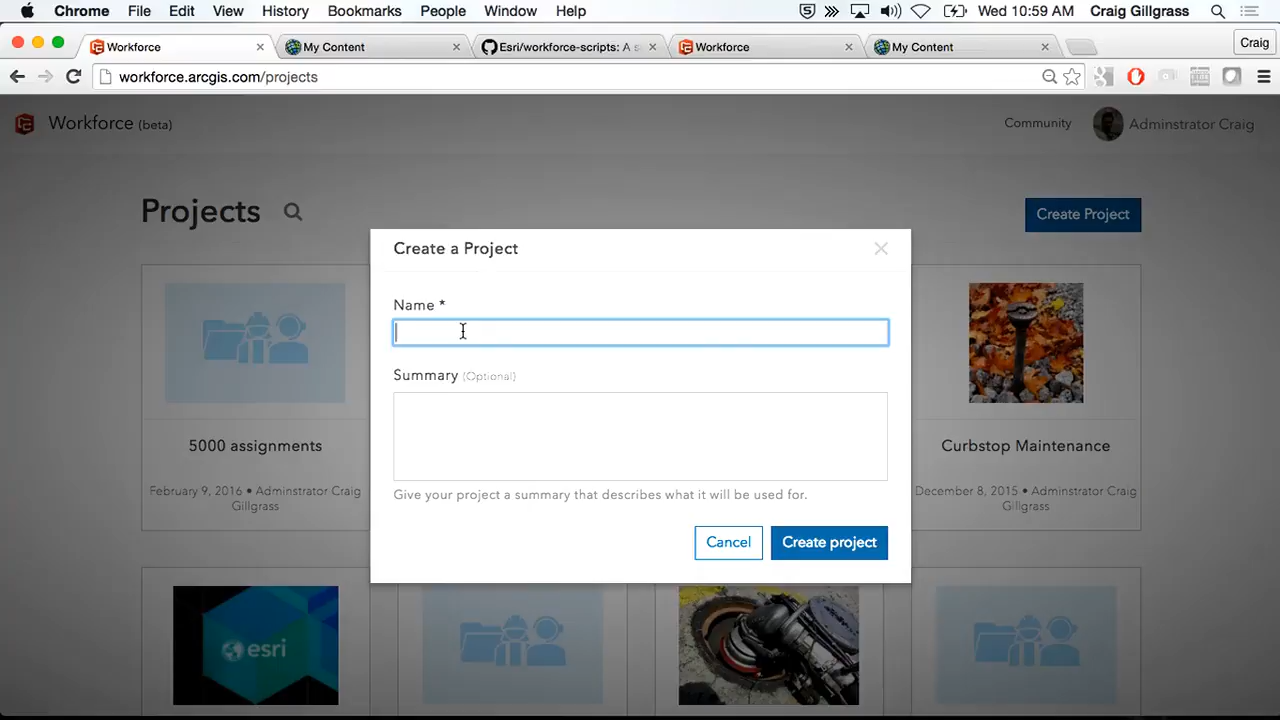 Chrome File Edit View History Bookmarks People Window Help Wed 10:59 AM Craig Gillgrass
Workforce My Content Esri/workforce-scripts: A s Workforce My Content Craig
workforce.arcgis.com/projects
Workforce (beta) Community Adminstrator Craig
Projects Create Project
Create a Project
Name *
Summary (Optional)
Give your project a summary that describes what it will be used for.
Cancel Create project
5000 assignments
February 9, 2016 • Adminstrator Craig
Gillgrass
Curbstop Maintenance
December 8, 2015 • Adminstrator Craig
Gillgrass
esri